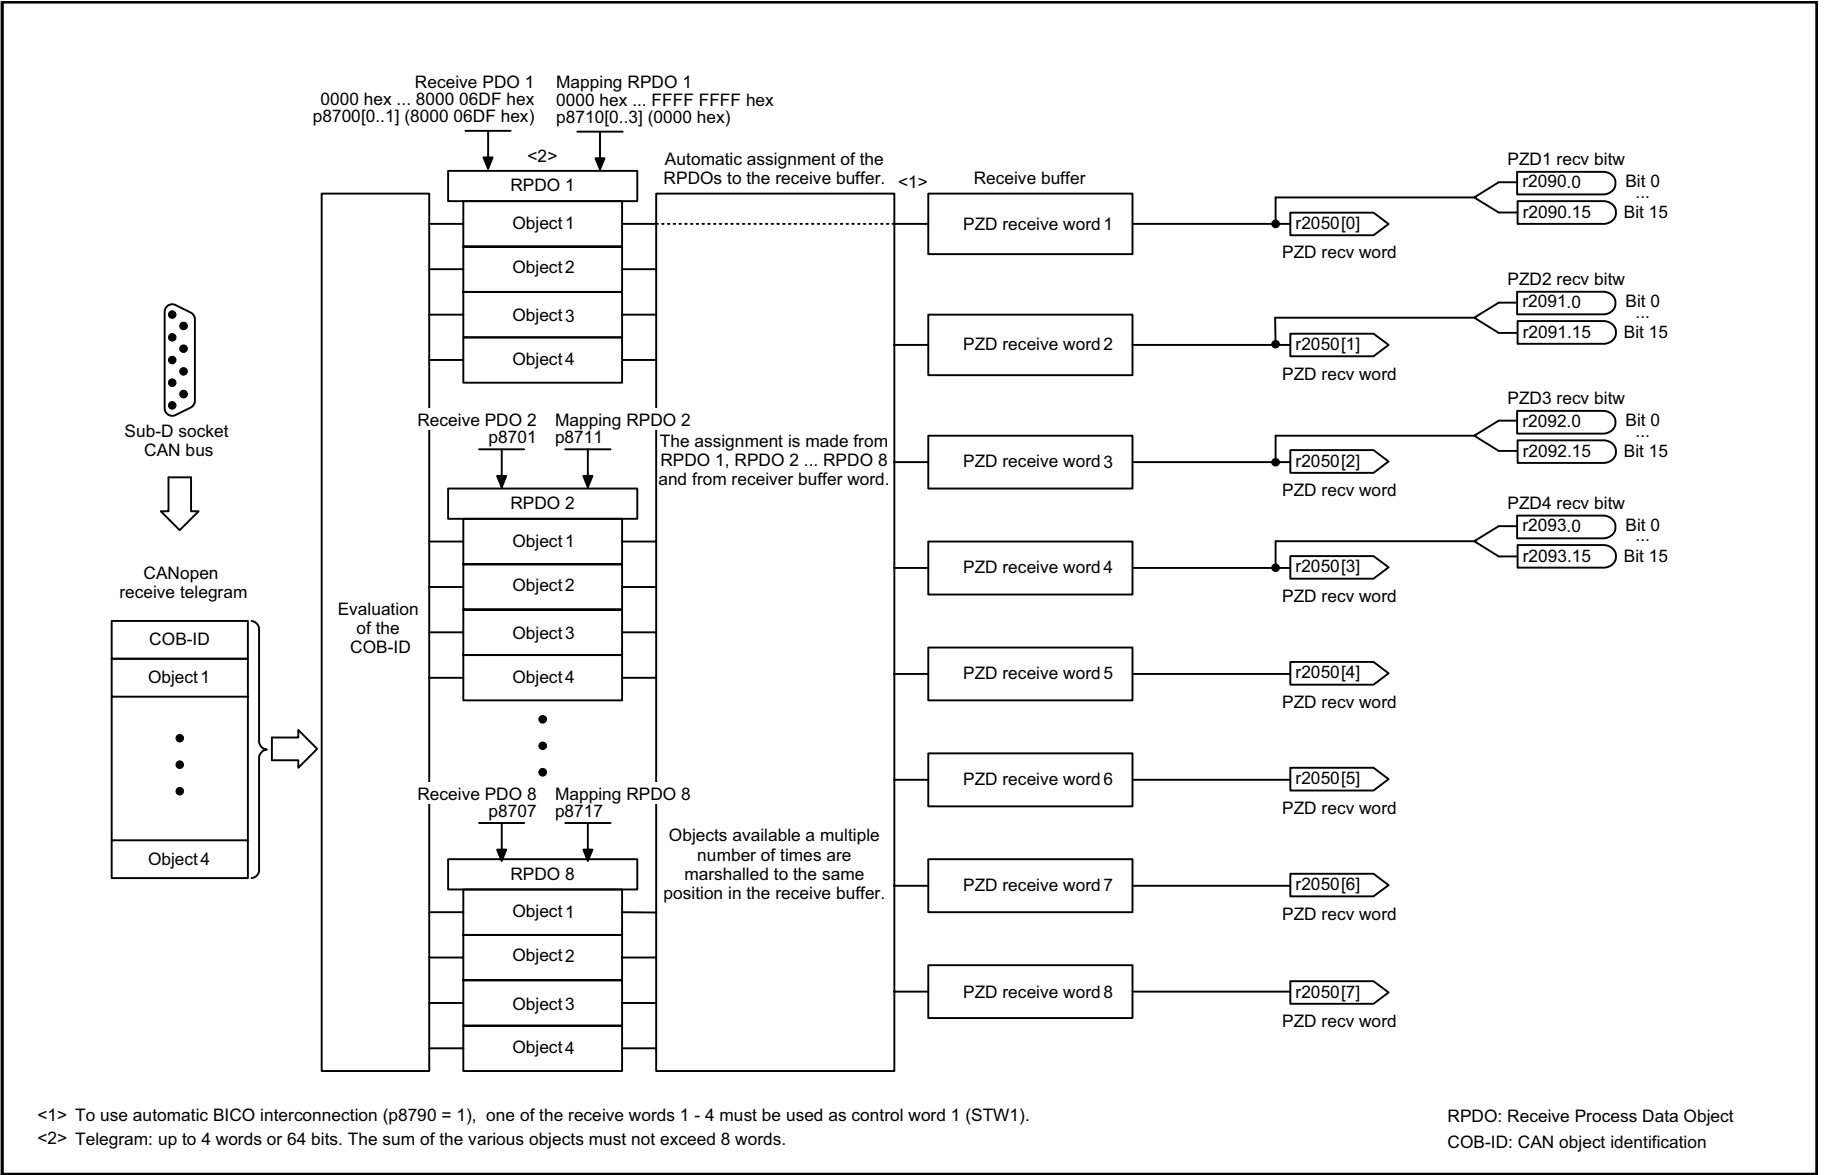 Receive PDO 1
0000 hex ... 8000 06DF hex
p8700[0..1] (8000 06DF hex)
Mapping RPDO 1
0000 hex ... FFFF FFFF hex
p8710[0..3] (0000 hex)
<2>
RPDO 1
Object 1
Object 2
Object 3
Object 4
Automatic assignment of the
RPDOs to the receive buffer.
<1>
Receive buffer
PZD receive word 1
r2050[0]
PZD recv word
PZD1 recv bitw
r2090.0
Bit 0
...
r2090.15
Bit 15
PZD receive word 2
r2050[1]
PZD recv word
PZD2 recv bitw
r2091.0
Bit 0
...
r2091.15
Bit 15
Sub-D socket
CAN bus
Receive PDO 2
p8701
Mapping RPDO 2
p8711
RPDO 2
Object 1
Object 2
Object 3
Object 4
The assignment is made from
RPDO 1, RPDO 2 ... RPDO 8
and from receiver buffer word.
PZD receive word 3
r2050[2]
PZD recv word
PZD3 recv bitw
r2092.0
Bit 0
...
r2092.15
Bit 15
PZD receive word 4
r2050[3]
PZD recv word
PZD4 recv bitw
r2093.0
Bit 0
...
r2093.15
Bit 15
CANopen
receive telegram
COB-ID
Object 1
Object 4
Evaluation
of the
COB-ID
PZD receive word 5
r2050[4]
PZD recv word
PZD receive word 6
r2050[5]
PZD recv word
Receive PDO 8
p8707
Mapping RPDO 8
p8717
RPDO 8
Object 1
Object 2
Object 3
Object 4
Objects available a multiple
number of times are
marshalled to the same
position in the receive buffer.
PZD receive word 7
r2050[6]
PZD recv word
PZD receive word 8
r2050[7]
PZD recv word
<1> To use automatic BICO interconnection (p8790 = 1), one of the receive words 1 - 4 must be used as control word 1 (STW1).
<2> Telegram: up to 4 words or 64 bits. The sum of the various objects must not exceed 8 words.
RPDO: Receive Process Data Object
COB-ID: CAN object identification